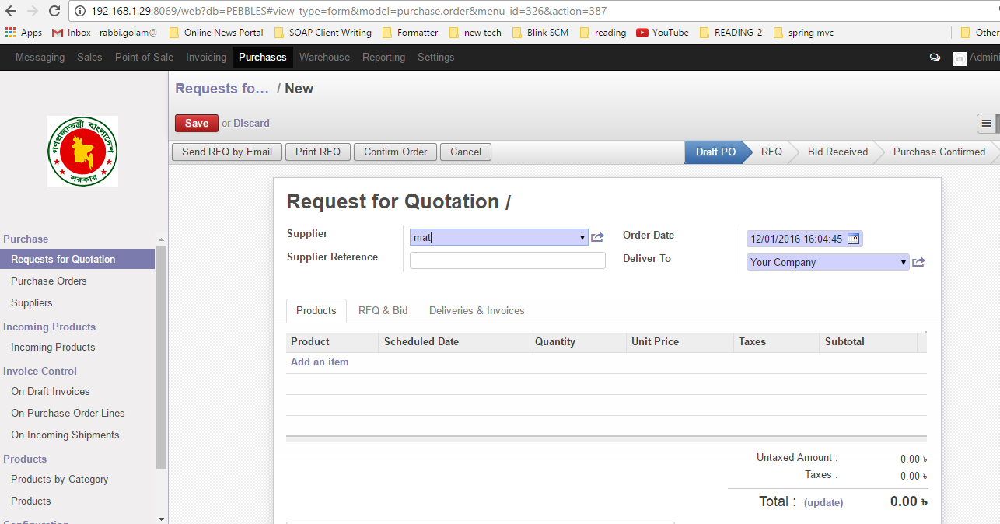 192.168.1.29:8069/web?db=PEBBLES#view_type=form&model=purchase.order&menu_id=326&action=387
Apps Inbox - rabbi.golam@ Online News Portal SOAP Client Writing Formatter new tech Blink SCM reading YouTube READING_2 spring mvc Other
Messaging Sales Point of Sale Invoicing Purchases Warehouse Reporting Settings Admini
Requests fo... / New
Save or Discard
Send RFQ by Email Print RFQ Confirm Order Cancel Draft PO RFQ Bid Received Purchase Confirmed
গণপ্রজাতন্ত্রী বাংলাদেশ
সরকার
Purchase
Requests for Quotation
Purchase Orders
Suppliers
Incoming Products
Incoming Products
Invoice Control
On Draft Invoices
On Purchase Order Lines
On Incoming Shipments
Products
Products by Category
Products
Configuration
Request for Quotation /
Supplier mat Order Date 12/01/2016 16:04:45
Supplier Reference Deliver To Your Company
Products RFQ & Bid Deliveries & Invoices
Product Scheduled Date Quantity Unit Price Taxes Subtotal
Add an item
Untaxed Amount : 0.00 ৳
Taxes : 0.00 ৳
Total : (update) 0.00 ৳